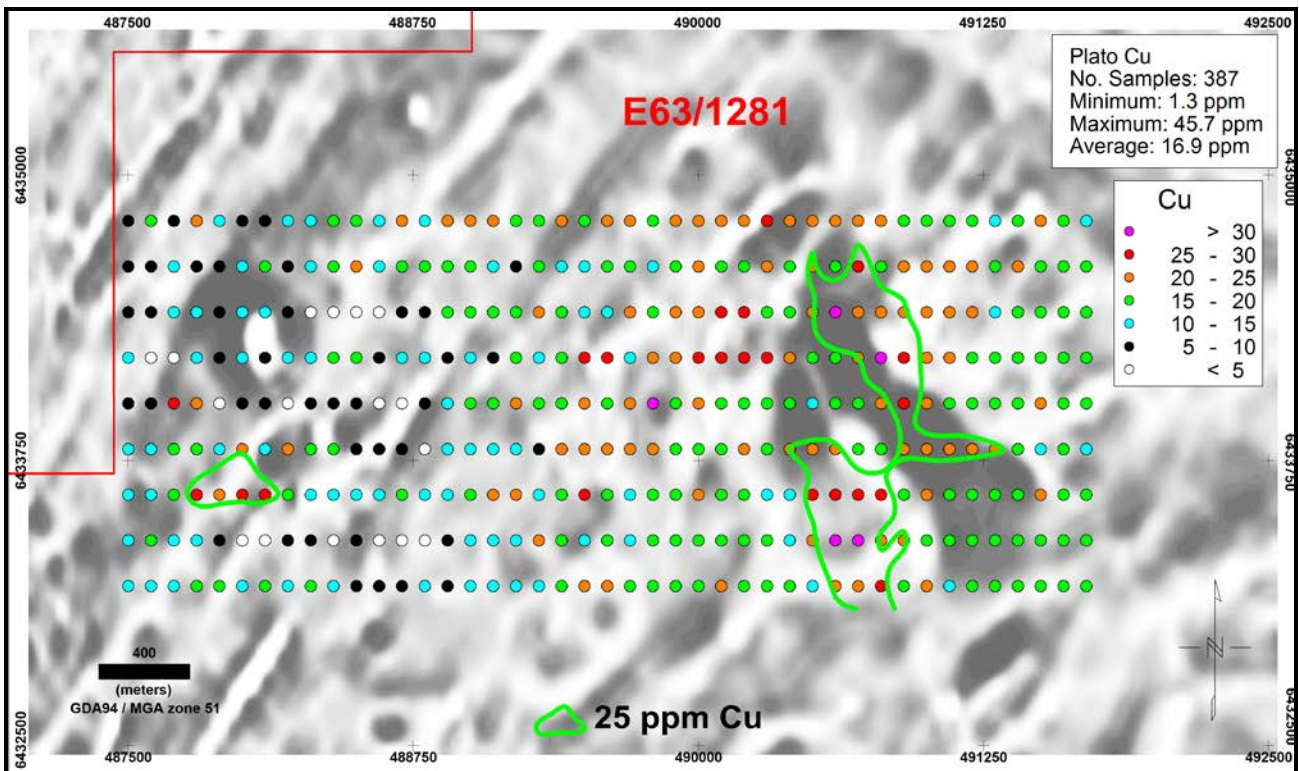 487500
488750
490000
491250
492500
Plato Cu
No. Samples: 387
Minimum: 1.3 ppm
Maximum: 45.7 ppm
Average: 16.9 ppm
E63/1281
6435000
6435000
Cu
> 30
25 - 30
20 - 25
15 - 20
10 - 15
5 - 10
< 5
6433750
6433750
400
(meters)
GDA94 / MGA zone 51
N
25 ppm Cu
6432500
6432500
487500
488750
490000
491250
492500